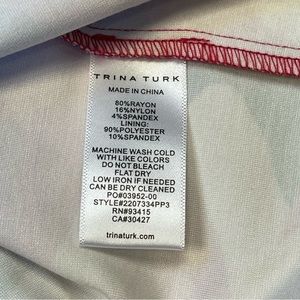 TRINA TURK
MADE IN CHINA
80%RAYON
16%NYLON
4%SPANDEX
LINING:
90%POLYESTER
10%SPANDEX
MACHINE WASH COLD
WITH LIKE COLORS
DO NOT BLEACH
FLAT DRY
LOW IRON IF NEEDED
CAN BE DRY CLEANED
PO#03952-00
STYLE#2207334PP3
RN#93415
CA#30427
trinaturk.com